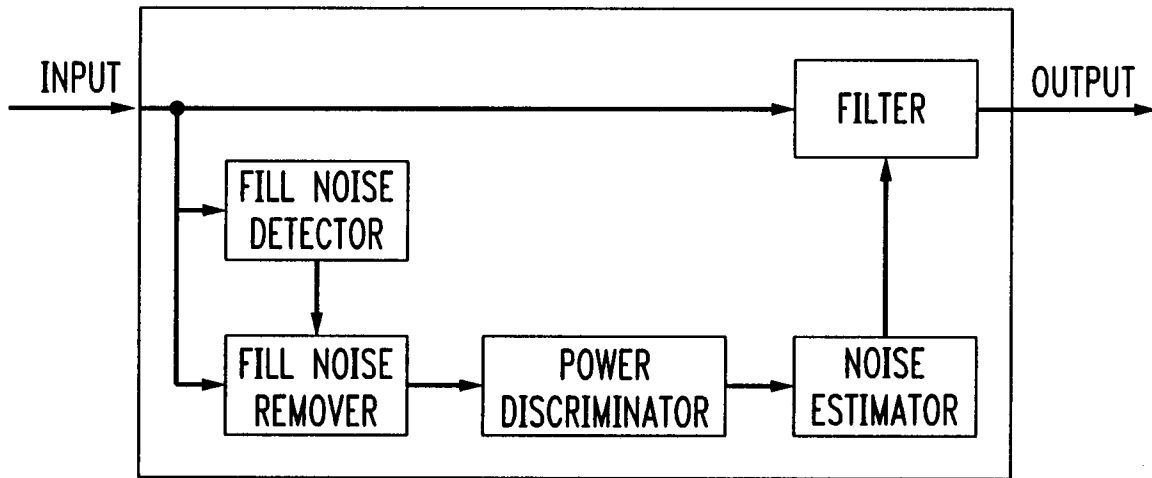 INPUT
FILTER
OUTPUT
FILL NOISE
DETECTOR
FILL NOISE
REMOVER
POWER
DISCRIMINATOR
NOISE
ESTIMATOR